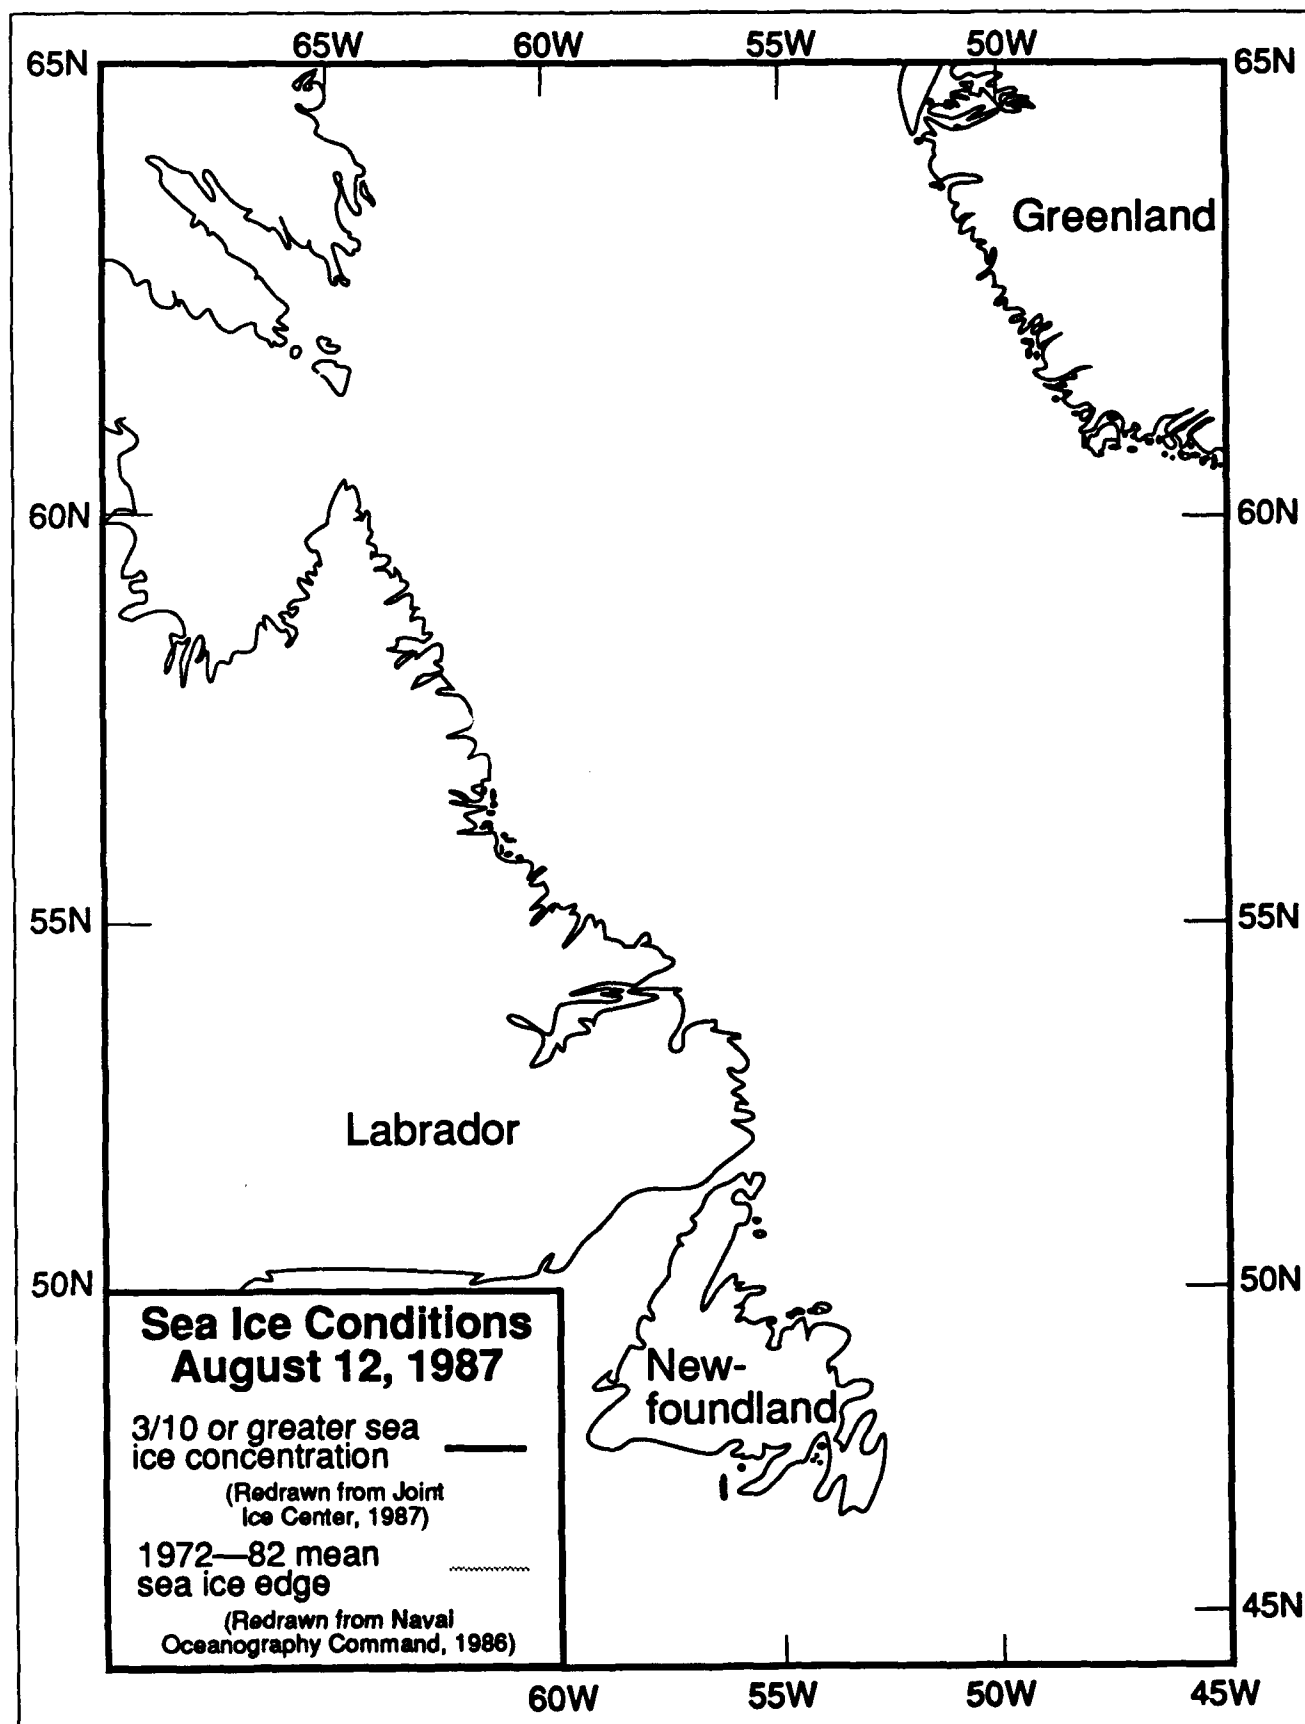 65W 60W 55W 50W
65N 65N
Greenland
60N 60N
55N 55N
Labrador
50N 50N
Sea Ice Conditions
August 12, 1987
3/10 or greater sea
ice concentration
(Redrawn from Joint
Ice Center, 1987)
1972—82 mean
sea ice edge
(Redrawn from Naval
Oceanography Command, 1986)
New-
foundland
45N
60W 55W 50W 45W